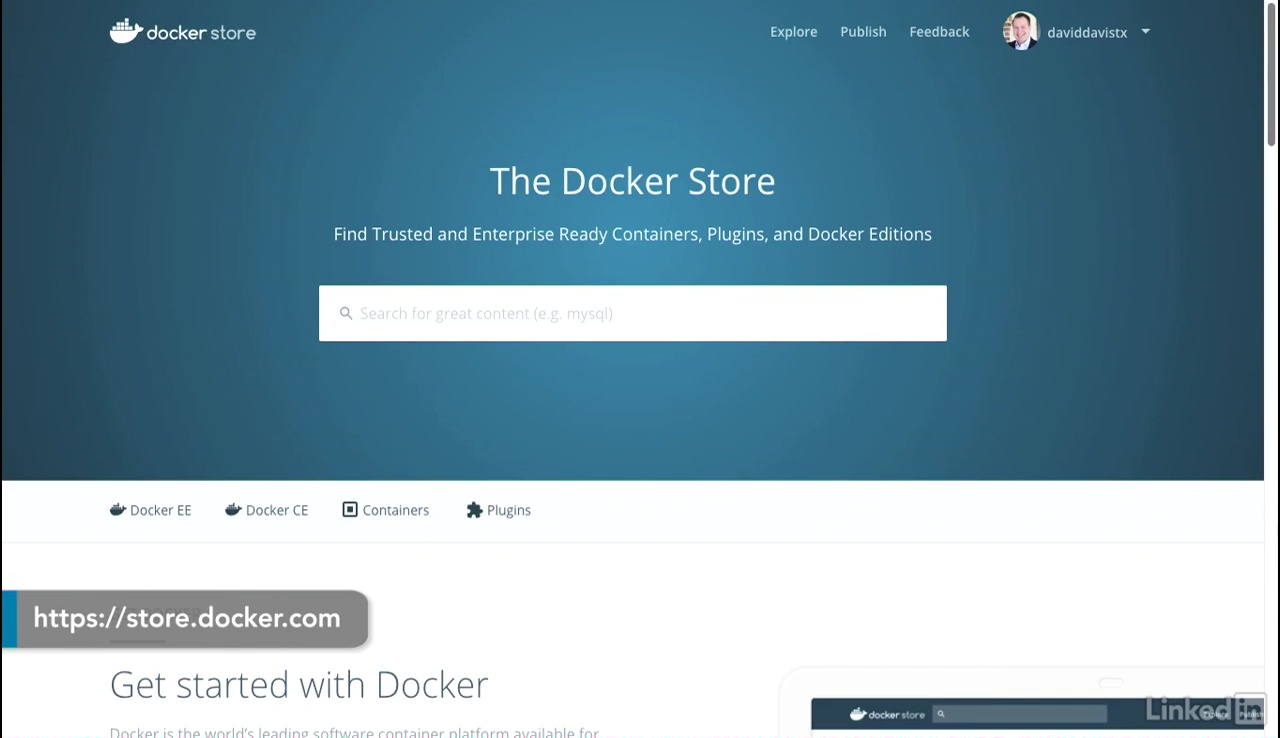 docker store
Explore Publish Feedback daviddavistx
The Docker Store
Find Trusted and Enterprise Ready Containers, Plugins, and Docker Editions
Search for great content (e.g. mysql)
Docker EE Docker CE Containers Plugins
https://store.docker.com
Get started with Docker
Docker is the world's leading software container platform available for
docker store
LinkedIn